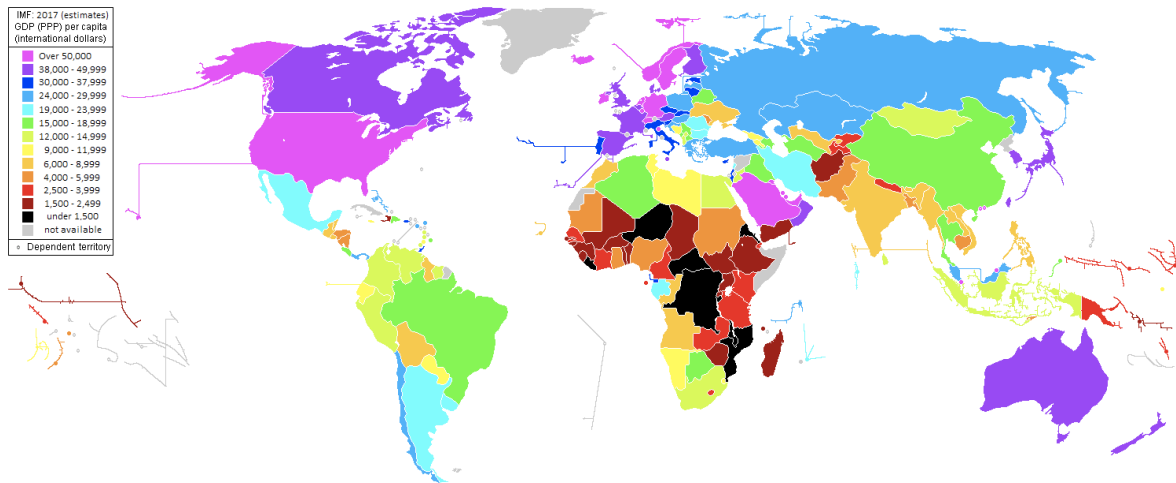 IMF: 2017 (estimates)
GDP (PPP) per capita
(international dollars)
Over 50,000
38,000 - 49,999
30,000 - 37,999
24,000 - 29,999
19,000 - 23,999
15,000 - 18,999
12,000 - 14,999
9,000 - 11,999
6,000 - 8,999
4,000 - 5,999
2,500 - 3,999
1,500 - 2,499
under 1.500
not available
Dependent territory